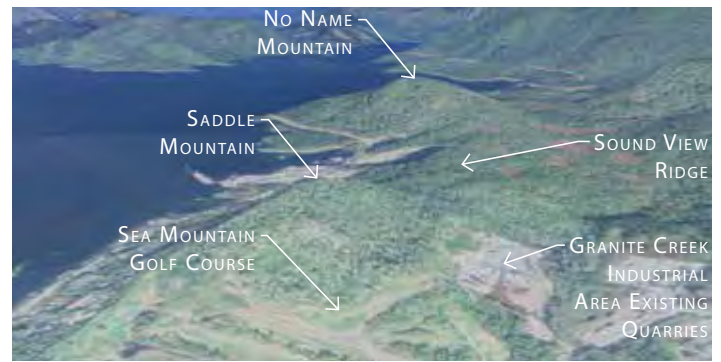 No Name
Mountain
Saddle
Mountain
Sound View
Ridge
Sea Mountain
Golf Course
Granite Creek
Industrial
Area Existing
Quarries